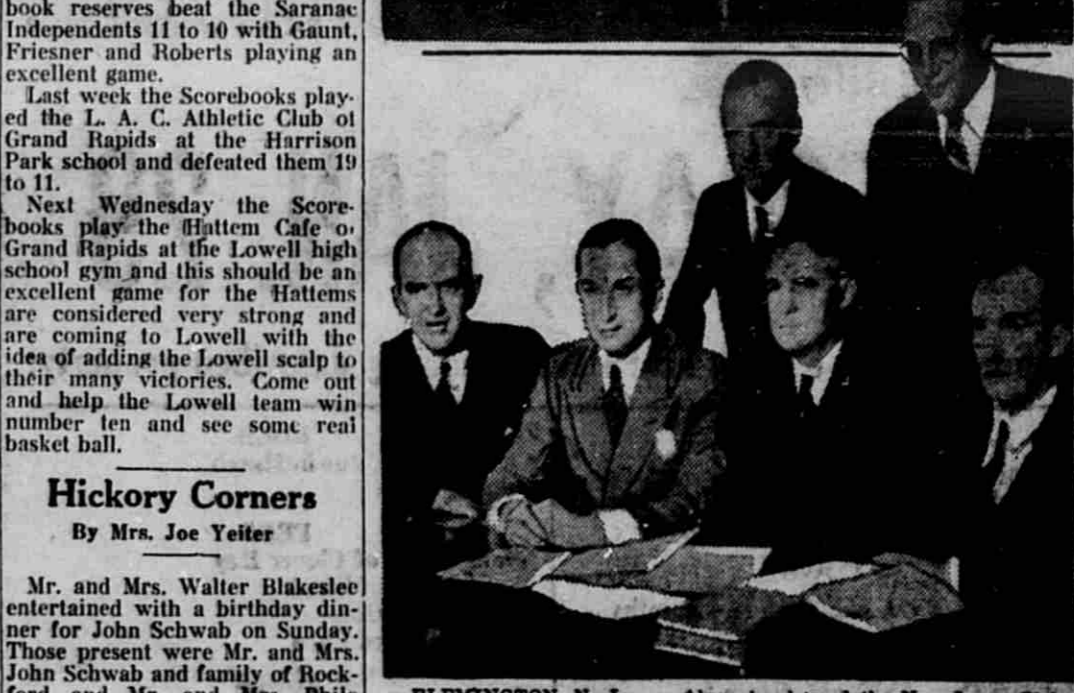 book reserves beat the Saranac
Independents 11 to 10 with Gaunt,
Friesner and Roberts playing an
excellent game.
Last week the Scorebooks play-
ed the L. A. C. Athletic Club of
Grand Rapids at the Harrison
Park school and defeated them 19
to 11.
Next Wednesday the Score-
books play the Hattem Cafe o
Grand Rapids at the Lowell high
school gym and this should be an
excellent game for the Hattems
are considered very strong and
are coming to Lowell with the
idea of adding the Lowell scalp to
their many victories. Come out
and help the Lowell team win
number ten and see some real
basket ball.
Hickory Corners
By Mrs. Joe Yeiter
Mr. and Mrs. Walter Blakeslee
entertained with a birthday din-
ner for John Schwab on Sunday.
Those present were Mr. and Mrs.
John Schwab and family of Rock-
ford and Mr. and Mrs.
FLEMINGTON, N. J.